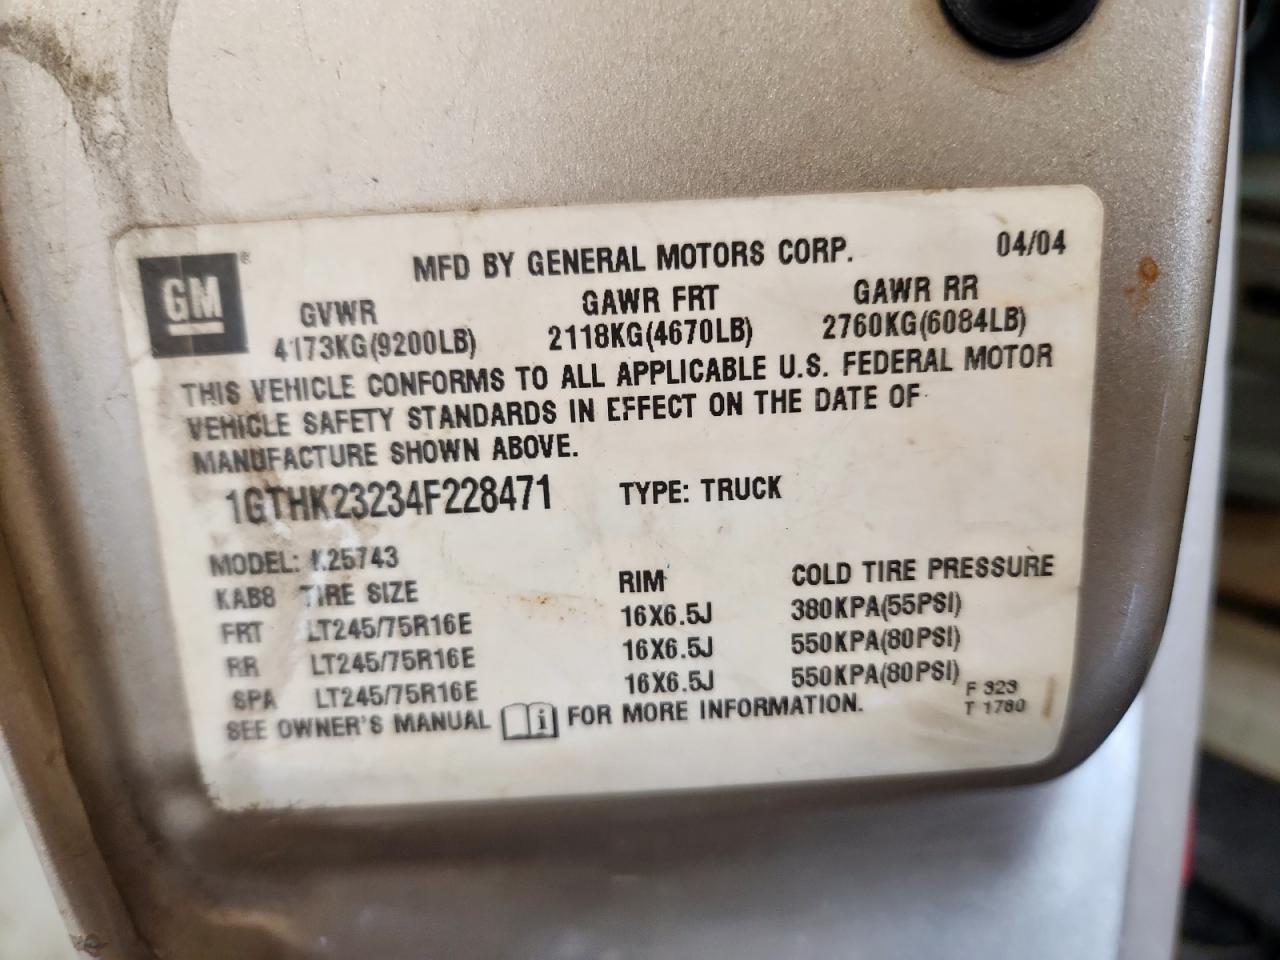 GM ®
MFD BY GENERAL MOTORS CORP. 04/04
GVWR GAWR FRT GAWR RR
4173KG(9200LB) 2118KG(4670LB) 2760KG(6084LB)
THIS VEHICLE CONFORMS TO ALL APPLICABLE U.S. FEDERAL MOTOR
VEHICLE SAFETY STANDARDS IN EFFECT ON THE DATE OF
MANUFACTURE SHOWN ABOVE.
1GTHK23234F228471 TYPE: TRUCK
MODEL: K25743
KAB8 TIRE SIZE RIM COLD TIRE PRESSURE
FRT LT245/75R16E 16X6.5J 380KPA(55PSI)
RR LT245/75R16E 16X6.5J 550KPA(80PSI)
SPA LT245/75R16E 16X6.5J 550KPA(80PSI)
SEE OWNER'S MANUAL i FOR MORE INFORMATION.
F 323
T 1780